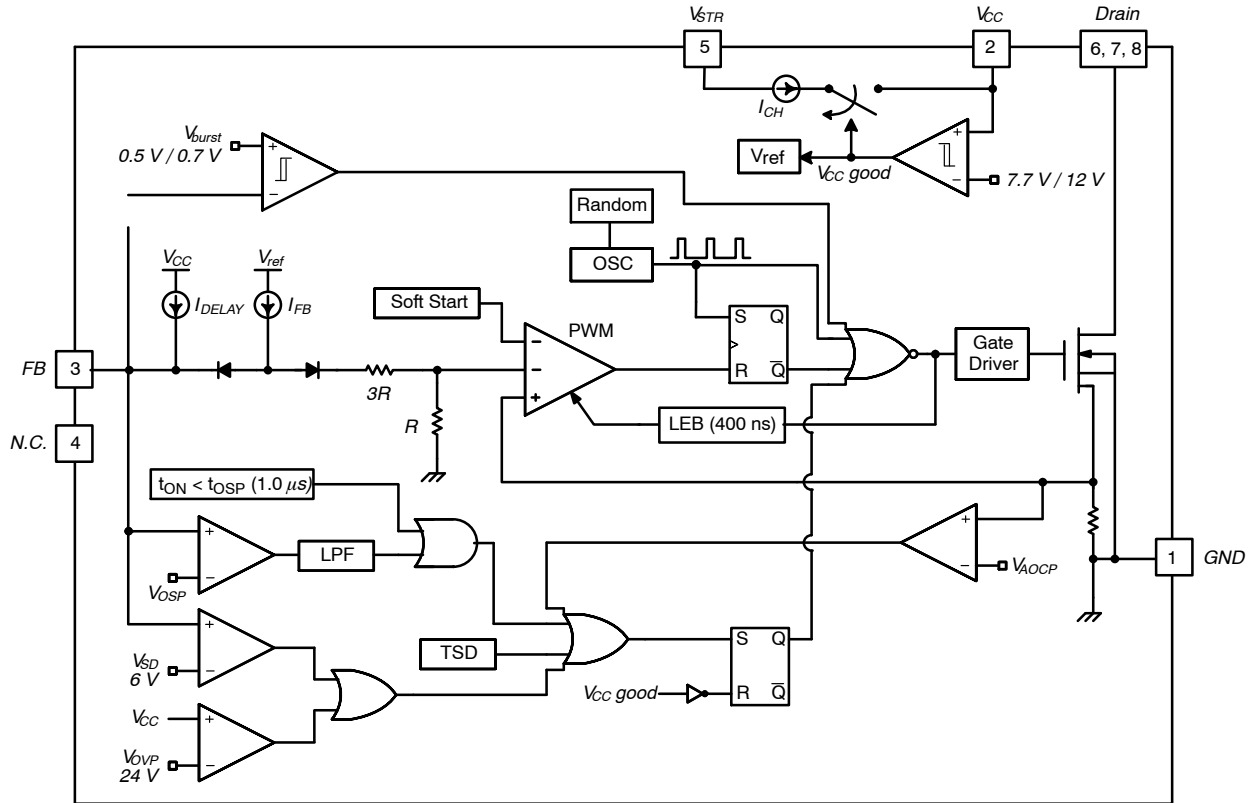 VSTR VCC Drain
5 2 6, 7, 8
ICH
Vburst
0.5 V / 0.7 V
+
−
+
−
Vref
VCC good
7.7 V / 12 V
Random
OSC
VCC Vref
IDELAY IFB
Soft Start
PWM
S Q
R Q
Gate
Driver
FB 3
3R
−
−
+
R
LEB (400 ns)
N.C. 4
tON < tOSP (1.0 μs)
+
−
LPF
VOSP
+
−
VAOCP
1 GND
+
−
VSD
6 V
TSD
S Q
R Q
VCC good
VCC
+
−
VOVP
24 V